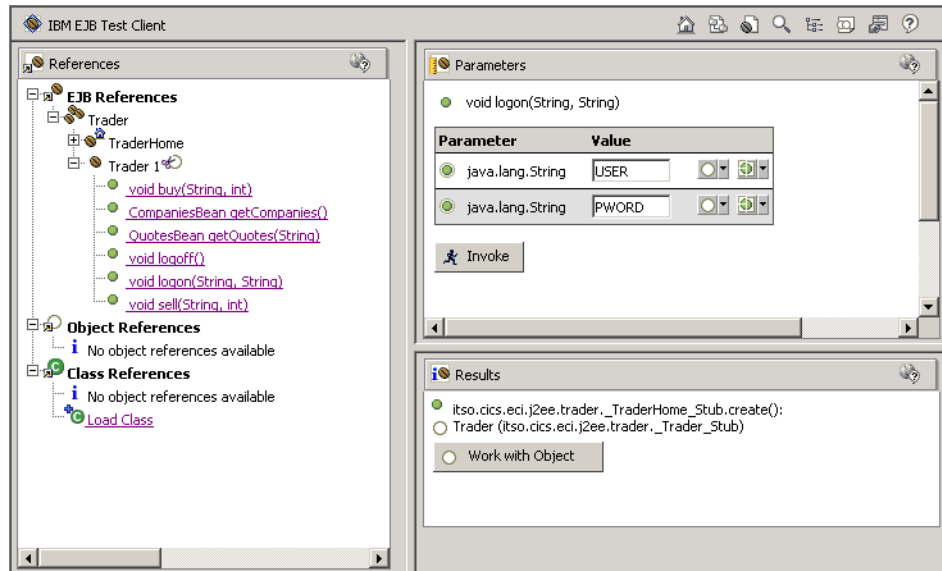 IBM EJB Test Client
References
EJB References
Trader
TraderHome
Trader 1
void buy(String, int)
CompaniesBean getCompanies()
QuotesBean getQuotes(String)
void logoff()
void logon(String, String)
void sell(String, int)
Object References
No object references available
Class References
No object references available
Load Class
Parameters
void logon(String, String)
Parameter Value
java.lang.String USER
java.lang.String PWORD
Invoke
Results
itso.cics.eci.j2ee.trader._TraderHome_Stub.create():
Trader (itso.cics.eci.j2ee.trader._Trader_Stub)
Work with Object